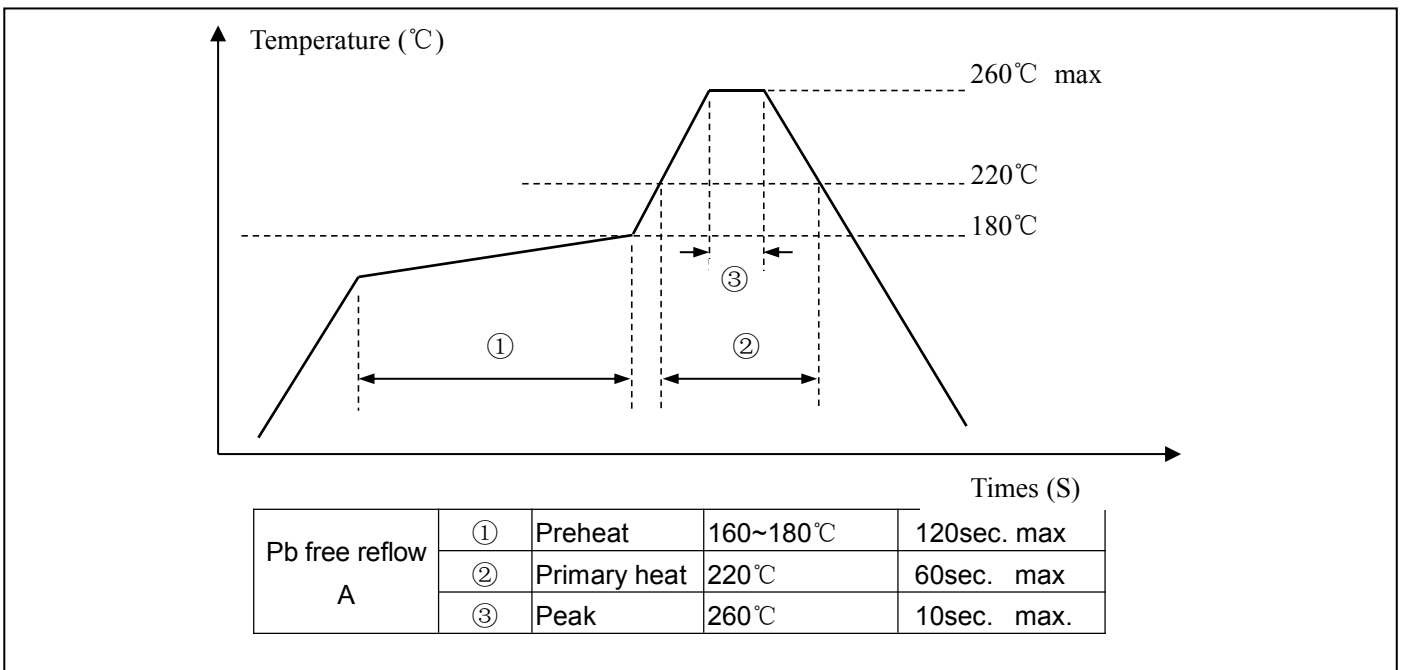 Temperature (℃)
260℃ max
220℃
180℃
③
① ②
Times (S)
Pb free reflow A
① Preheat 160~180℃ 120sec. max
② Primary heat 220℃ 60sec. max
③ Peak 260℃ 10sec. max.